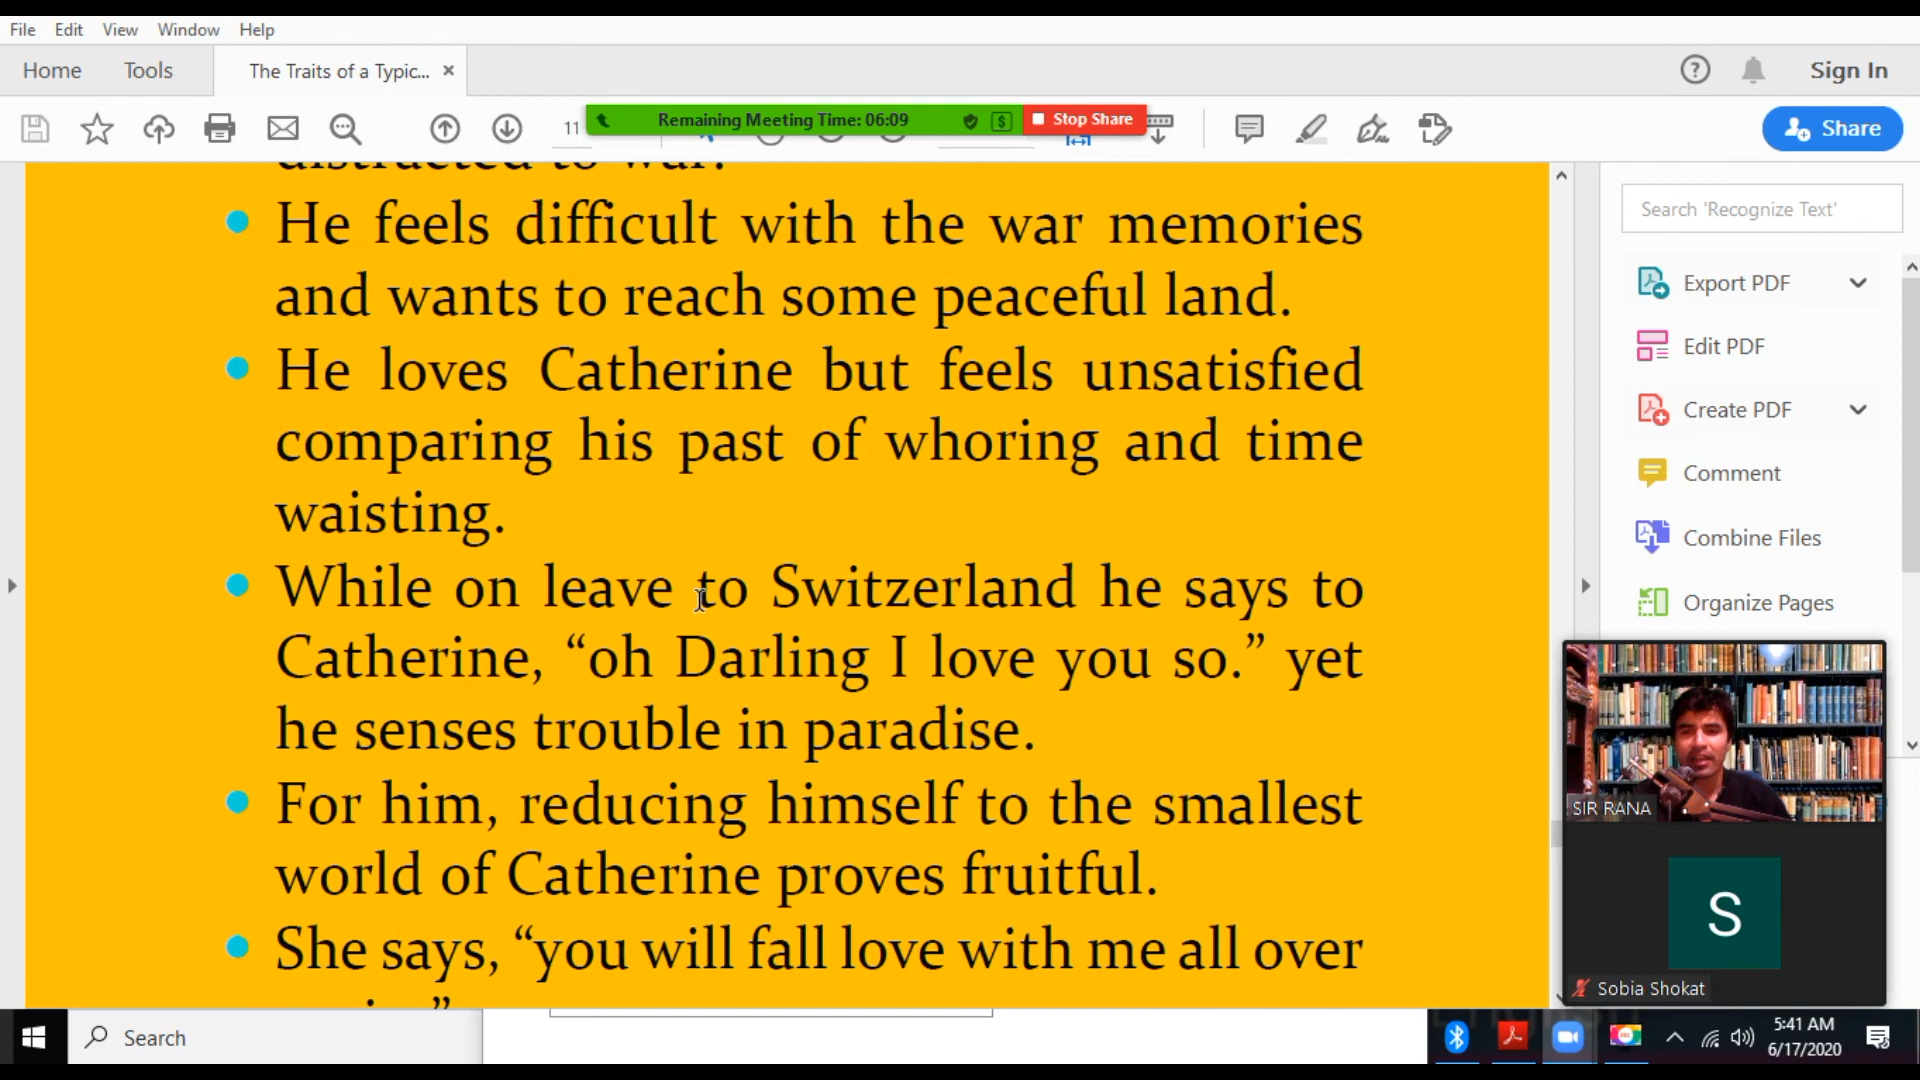 File Edit View Window Help
Home Tools The Traits of a Typic... × Sign In
11 Remaining Meeting Time: 06:09 $ Stop Share Share
distracted to war.
He feels difficult with the war memories
and wants to reach some peaceful land.
He loves Catherine but feels unsatisfied
comparing his past of whoring and time
waisting.
While on leave to Switzerland he says to
Catherine, “oh Darling I love you so.” yet
he senses trouble in paradise.
For him, reducing himself to the smallest
world of Catherine proves fruitful.
She says, “you will fall love with me all over
Search 'Recognize Text'
Export PDF
Edit PDF
Create PDF
Comment
Combine Files
Organize Pages
SIR RANA
S
Sobia Shokat
Search
5:41 AM
6/17/2020